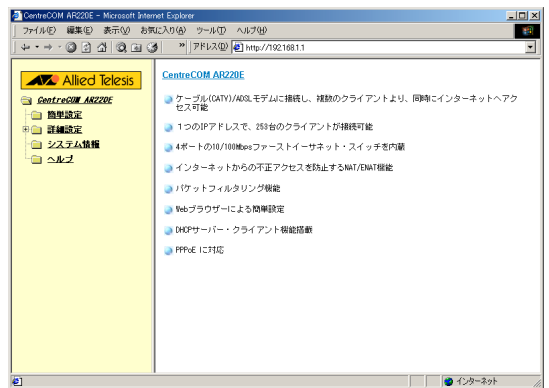 CentreCOM AR220E - Microsoft Internet Explorer
ファイル(F) 編集(E) 表示(V) お気に入り(A) ツール(T) ヘルプ(H)
» アドレス(D) http://192.168.1.1
Allied Telesis
CentreCOM AR220E
簡単設定
詳細設定
システム情報
ヘルプ
CentreCOM AR220E
ケーブル(CATV)/ADSLモデムに接続し、複数のクライアントより、同時にインターネットへアク
セス可能
1つのIPアドレスで、253台のクライアントが接続可能
4ポートの10/100Mbpsファーストイーサネット・スイッチを内蔵
インターネットからの不正アクセスを防止するNAT/ENAT機能
パケットフィルタリング機能
Webブラウザーによる簡単設定
DHCPサーバー・クライアント機能搭載
PPPoE に対応
インターネット